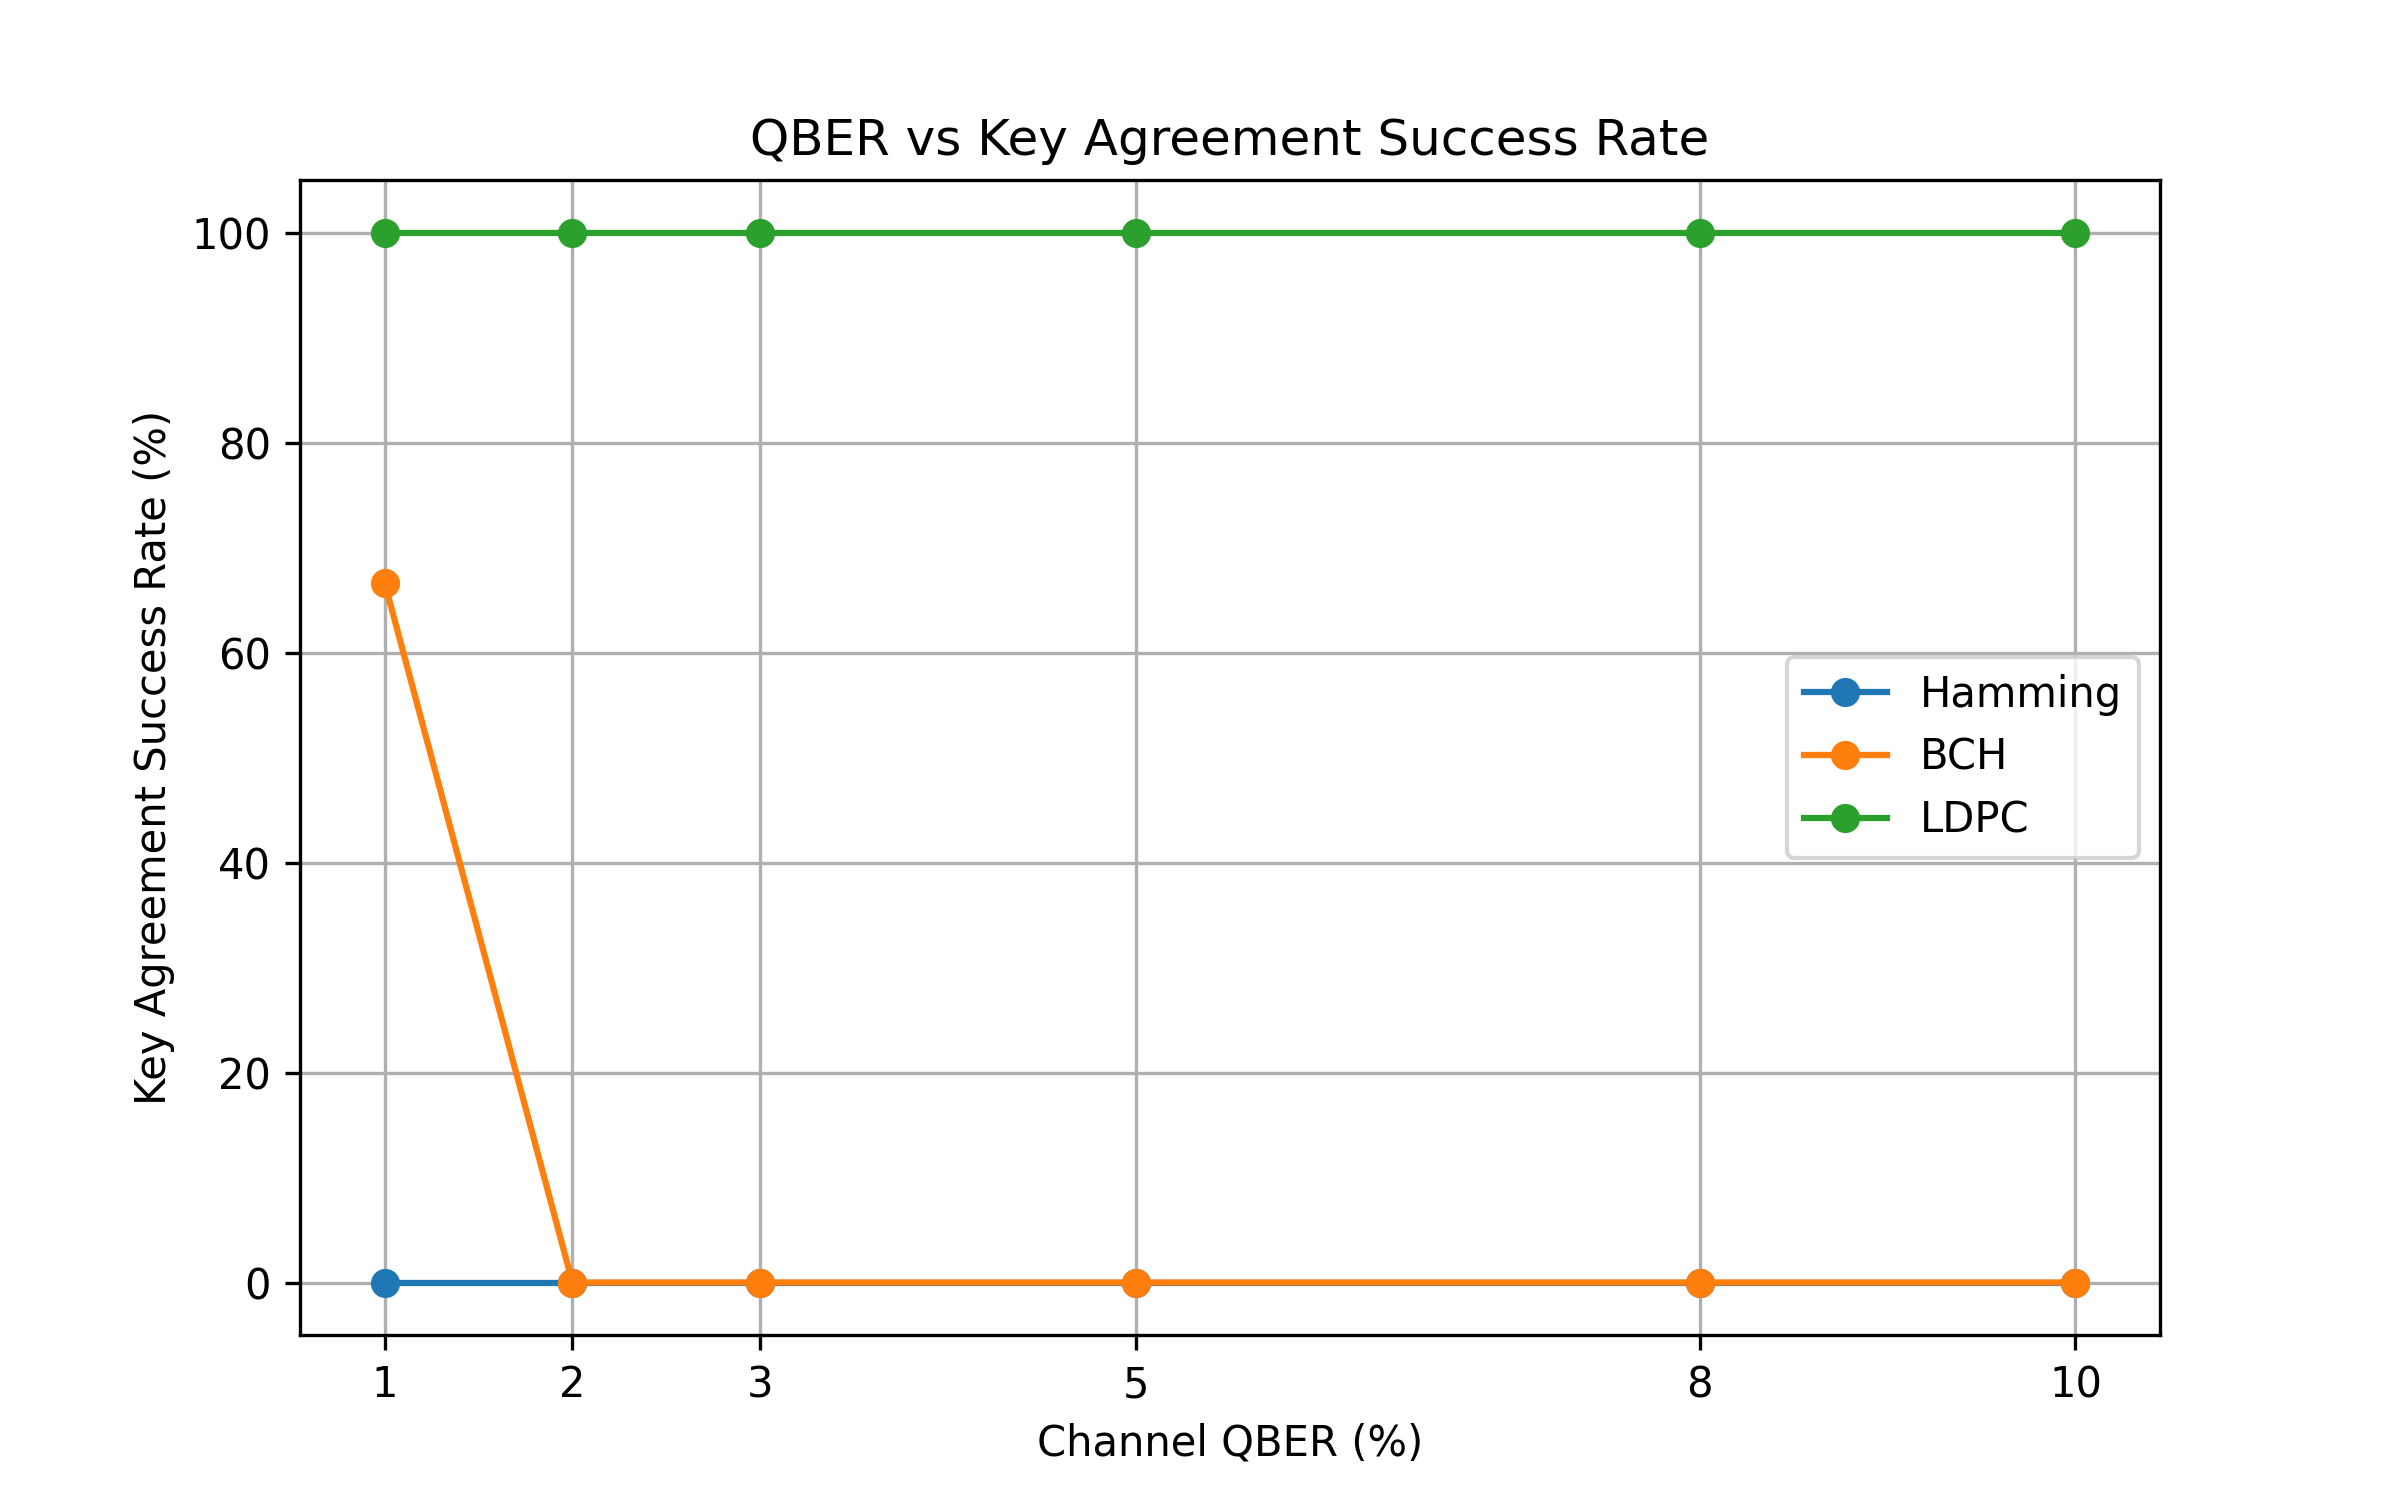 QBER vs Key Agreement Success Rate
Key Agreement Success Rate (%)
100
80
60
40
20
0
Hamming
BCH
LDPC
1 2 3 5 8 10
Channel QBER (%)